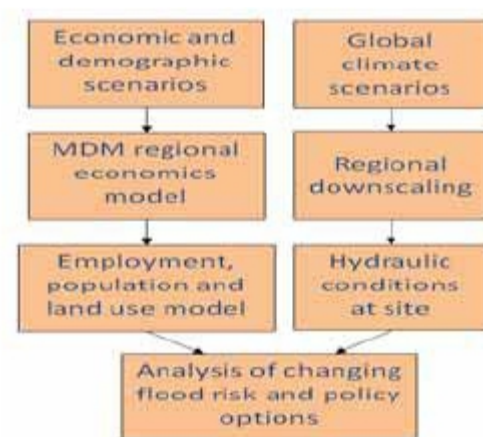 Economic and
demographic
scenarios
Global
climate
scenarios
MDM regional
economics
model
Regional
downscaling
Employment,
population and
land use model
Hydraulic
conditions
at site
Analysis of changing
flood risk and policy
options